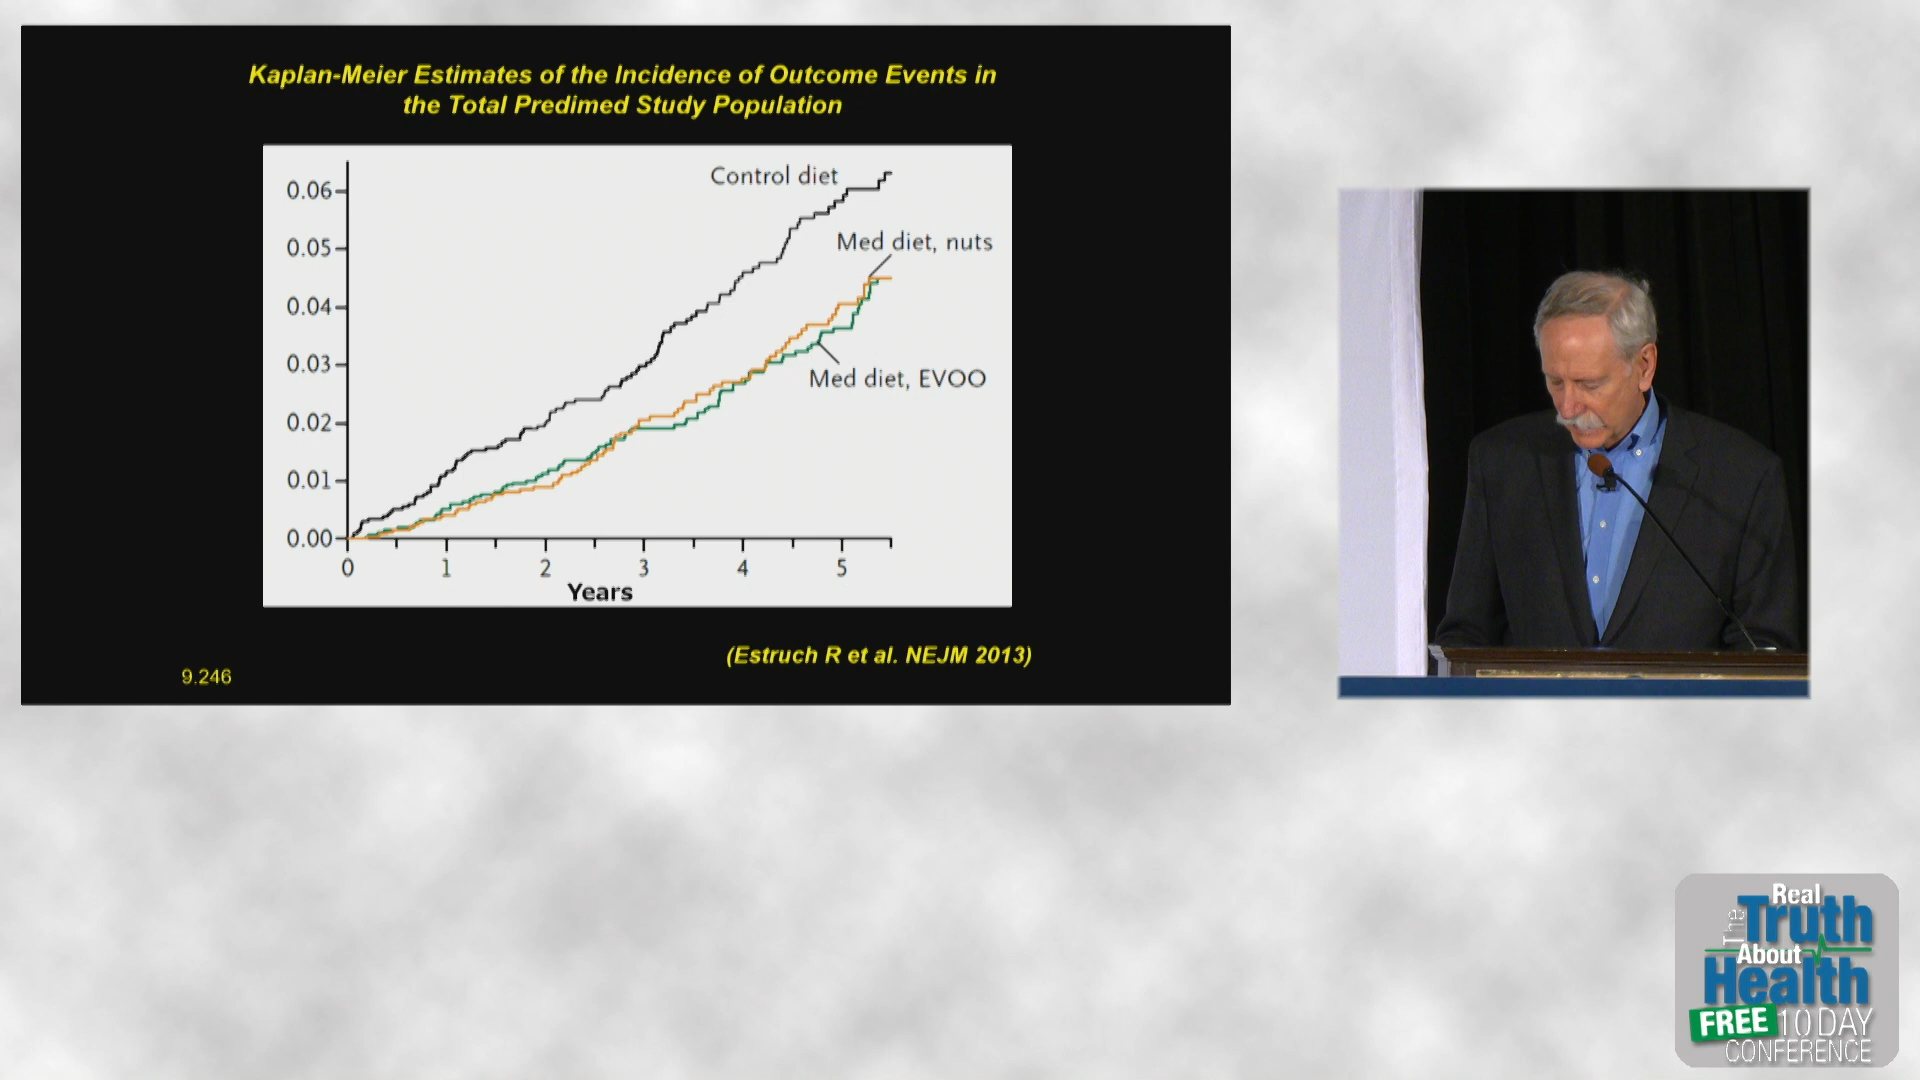 Kaplan-Meier Estimates of the Incidence of Outcome Events in
the Total Predimed Study Population
Control diet
0.06
Med diet, nuts
0.05
0.04
0.03
Med diet, EVOO
0.02
0.01
0.00
0 1 2 3 4 5
Years
(Estruch R et al. NEJM 2013)
9.246
The Real
Truth
About
Health
FREE 10 DAY
CONFERENCE